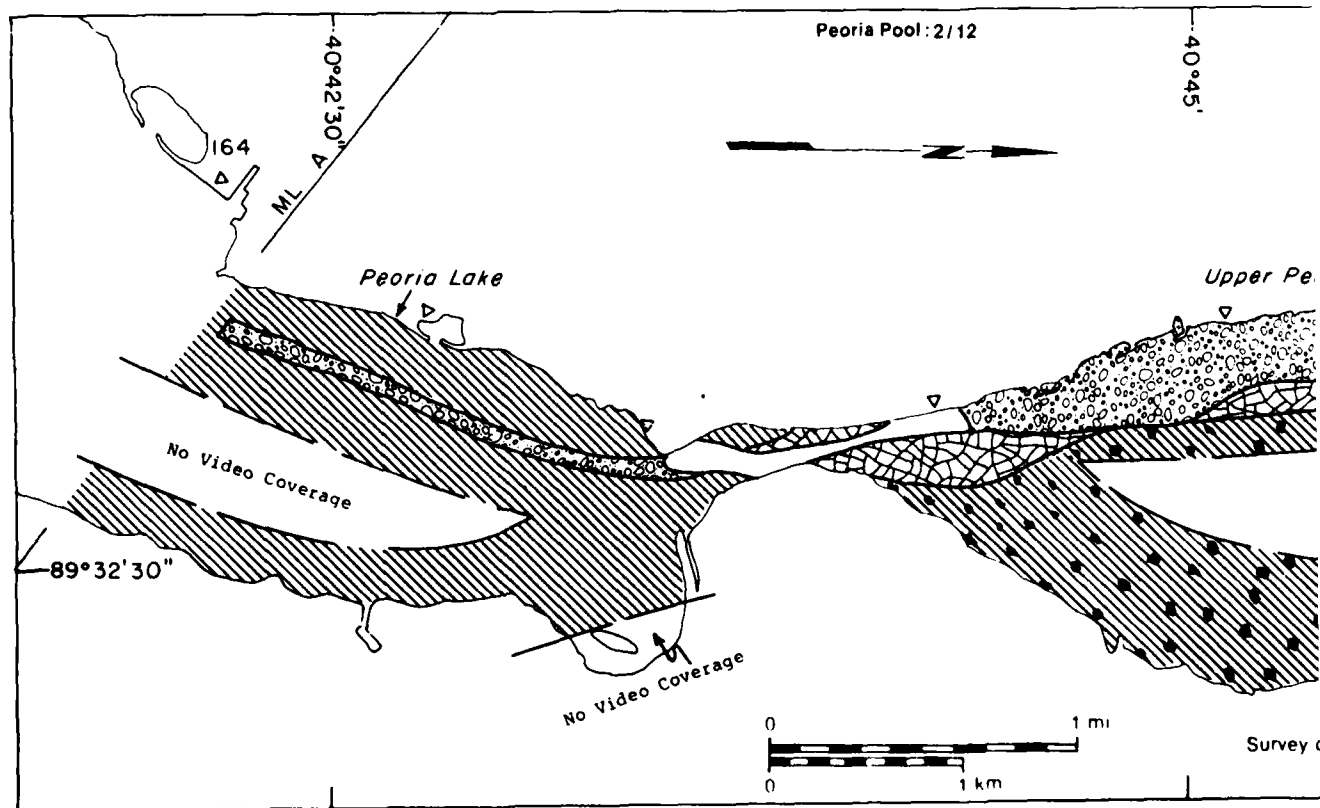 Peoria Pool: 2/12
40°42'30"
40°45'
164
ML A
N
Peoria Lake
Upper Pe
No Video Coverage
89°32'30"
No Video Coverage
0 1 mi
0 1 km
Survey